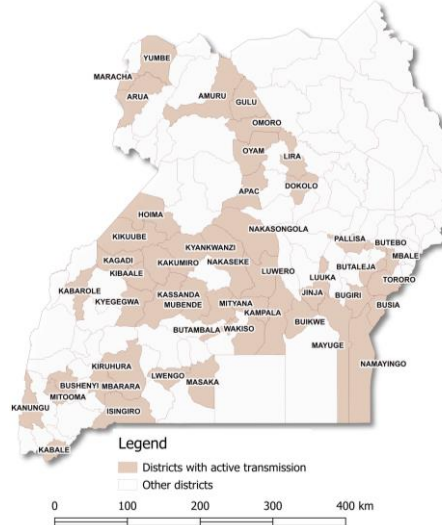 YUMBE
MARACHA
ARUA
AMURU
GULU
OMORO
OYAM
LIRA
APAC
DOKOLO
HOIMA
NAKASONGOLA
KIKUUBE
KYANKWANZI
PALLISA
BUTEBO
KAGADI
KAKUMIRO
NAKASEKE
LUWERO
LUUKA
BUTALEJA
MBALE
KIBAALE
TORORO
KABAROLE
KYEGEGWA
KASSANDA
MITYANA
JINJA
BUGIRI
MUBENDE
KAMPALA
BUSIA
BUTAMBALA
WAKISO
BUIKWE
MAYUGE
KIRUHURA
LWENGO
NAMAYINGO
BUSHENYI
MBARARA
MASAKA
MITOOMA
KANUNGU
ISINGIRO
KABALE
Legend
Districts with active transmission
Other districts
0 100 200 300 400 km